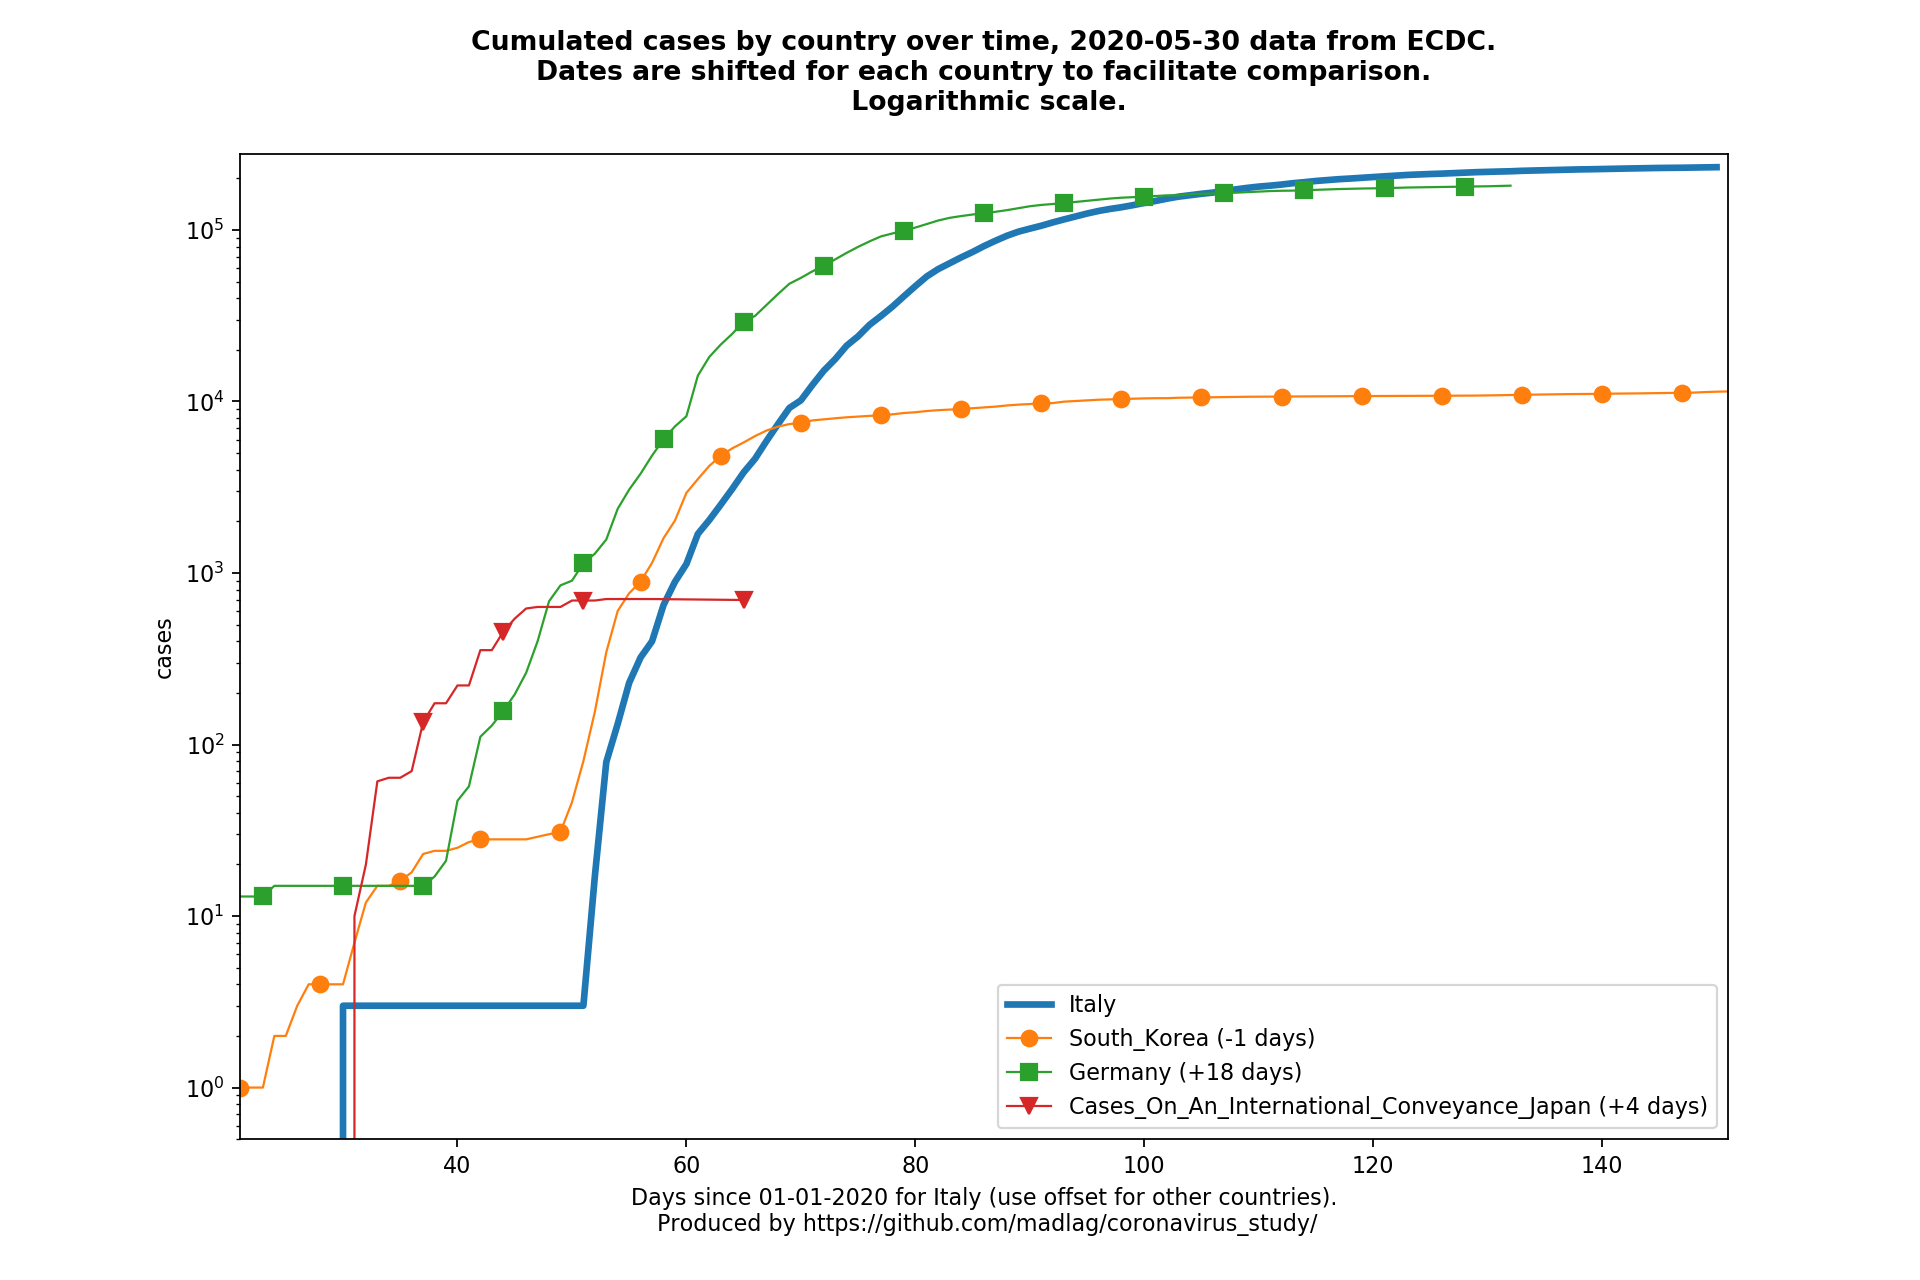 Cumulated cases by country over time, 2020-05-30 data from ECDC.
Dates are shifted for each country to facilitate comparison.
Logarithmic scale.
cases
10^5
10^4
10^3
10^2
10^1
10^0
40 60 80 100 120 140
Italy
South_Korea (-1 days)
Germany (+18 days)
Cases_On_An_International_Conveyance_Japan (+4 days)
Days since 01-01-2020 for Italy (use offset for other countries).
Produced by https://github.com/madlag/coronavirus_study/